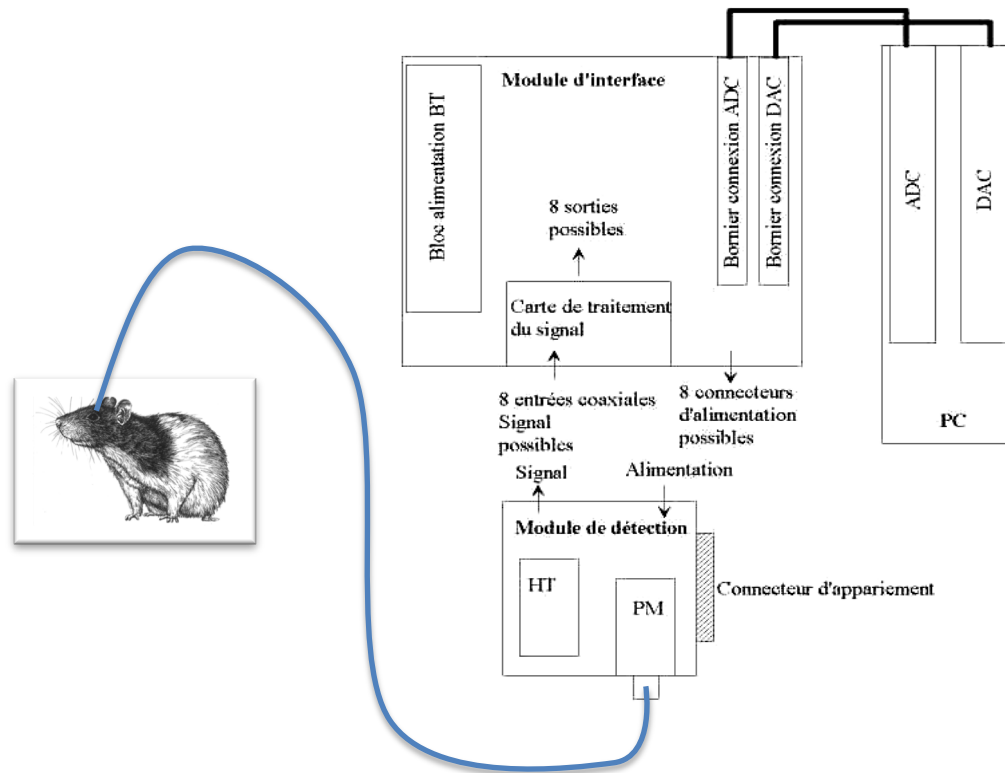 Module d'interface
Bloc alimentation BT
Bornier connexion ADC
Bornier connexion DAC
ADC
DAC
8 sorties
possibles
Carte de traitement
du signal
8 entrées coaxiales
Signal
possibles
8 connecteurs
d'alimentation
possibles
PC
Signal
Alimentation
Module de détection
HT
PM
Connecteur d'appariement